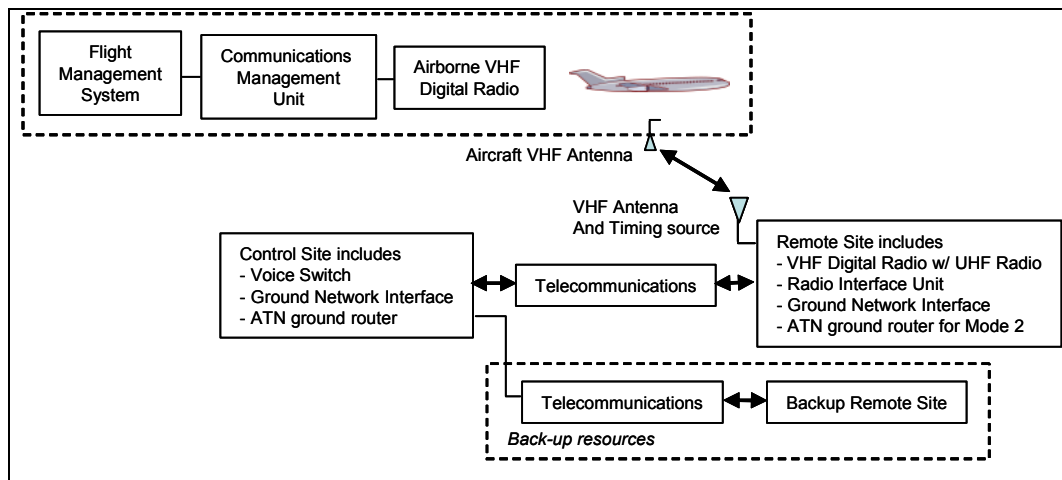 Flight
Management
System
Communications
Management
Unit
Airborne VHF
Digital Radio
Aircraft VHF Antenna
VHF Antenna
And Timing source
Control Site includes
- Voice Switch
- Ground Network Interface
- ATN ground router
Telecommunications
Remote Site includes
- VHF Digital Radio w/ UHF Radio
- Radio Interface Unit
- Ground Network Interface
- ATN ground router for Mode 2
Telecommunications
Backup Remote Site
Back-up resources